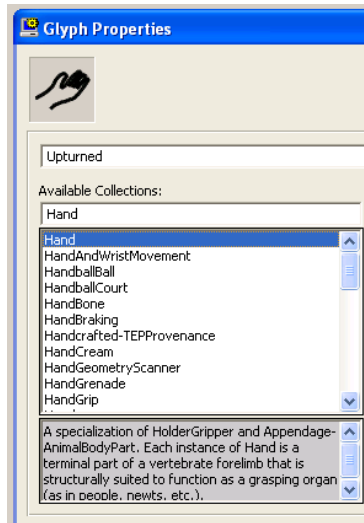 Glyph Properties
Upturned
Available Collections:
Hand
Hand
HandAndWristMovement
HandballBall
HandballCourt
HandBone
HandBraking
Handcrafted-TEPProvenance
HandCream
HandGeometryScanner
HandGrenade
HandGrip
A specialization of HolderGripper and Appendage-
AnimalBodyPart. Each instance of Hand is a
terminal part of a vertebrate forelimb that is
structurally suited to function as a grasping organ
(as in people, newts, etc.).